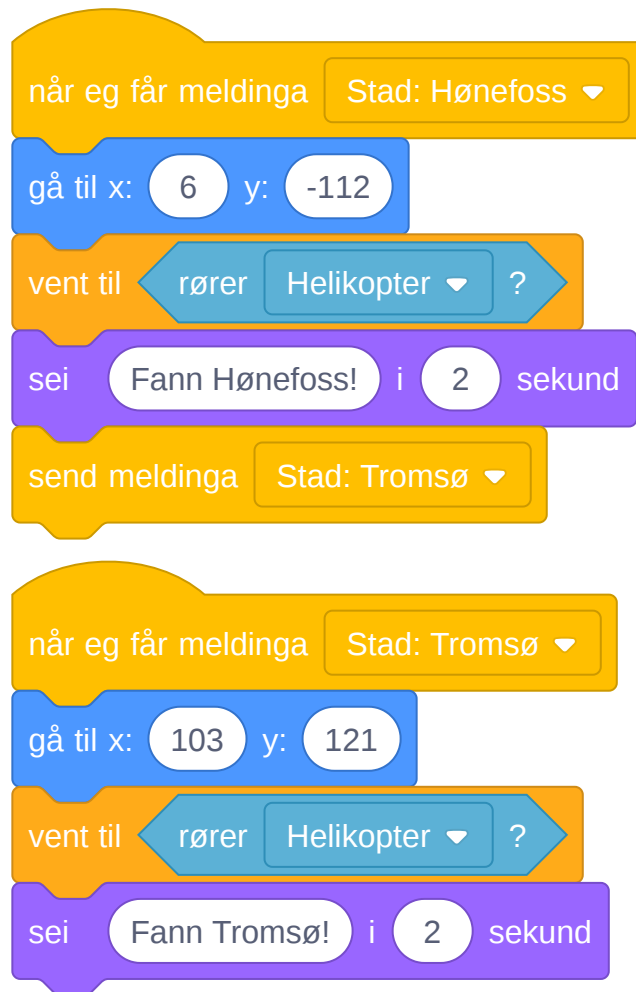 når eg får meldinga Stad: Hønefoss
gå til x: 6 y: -112
vent til rører Helikopter ?
sei Fann Hønefoss! i 2 sekund
send meldinga Stad: Tromsø
når eg får meldinga Stad: Tromsø
gå til x: 103 y: 121
vent til rører Helikopter ?
sei Fann Tromsø! i 2 sekund